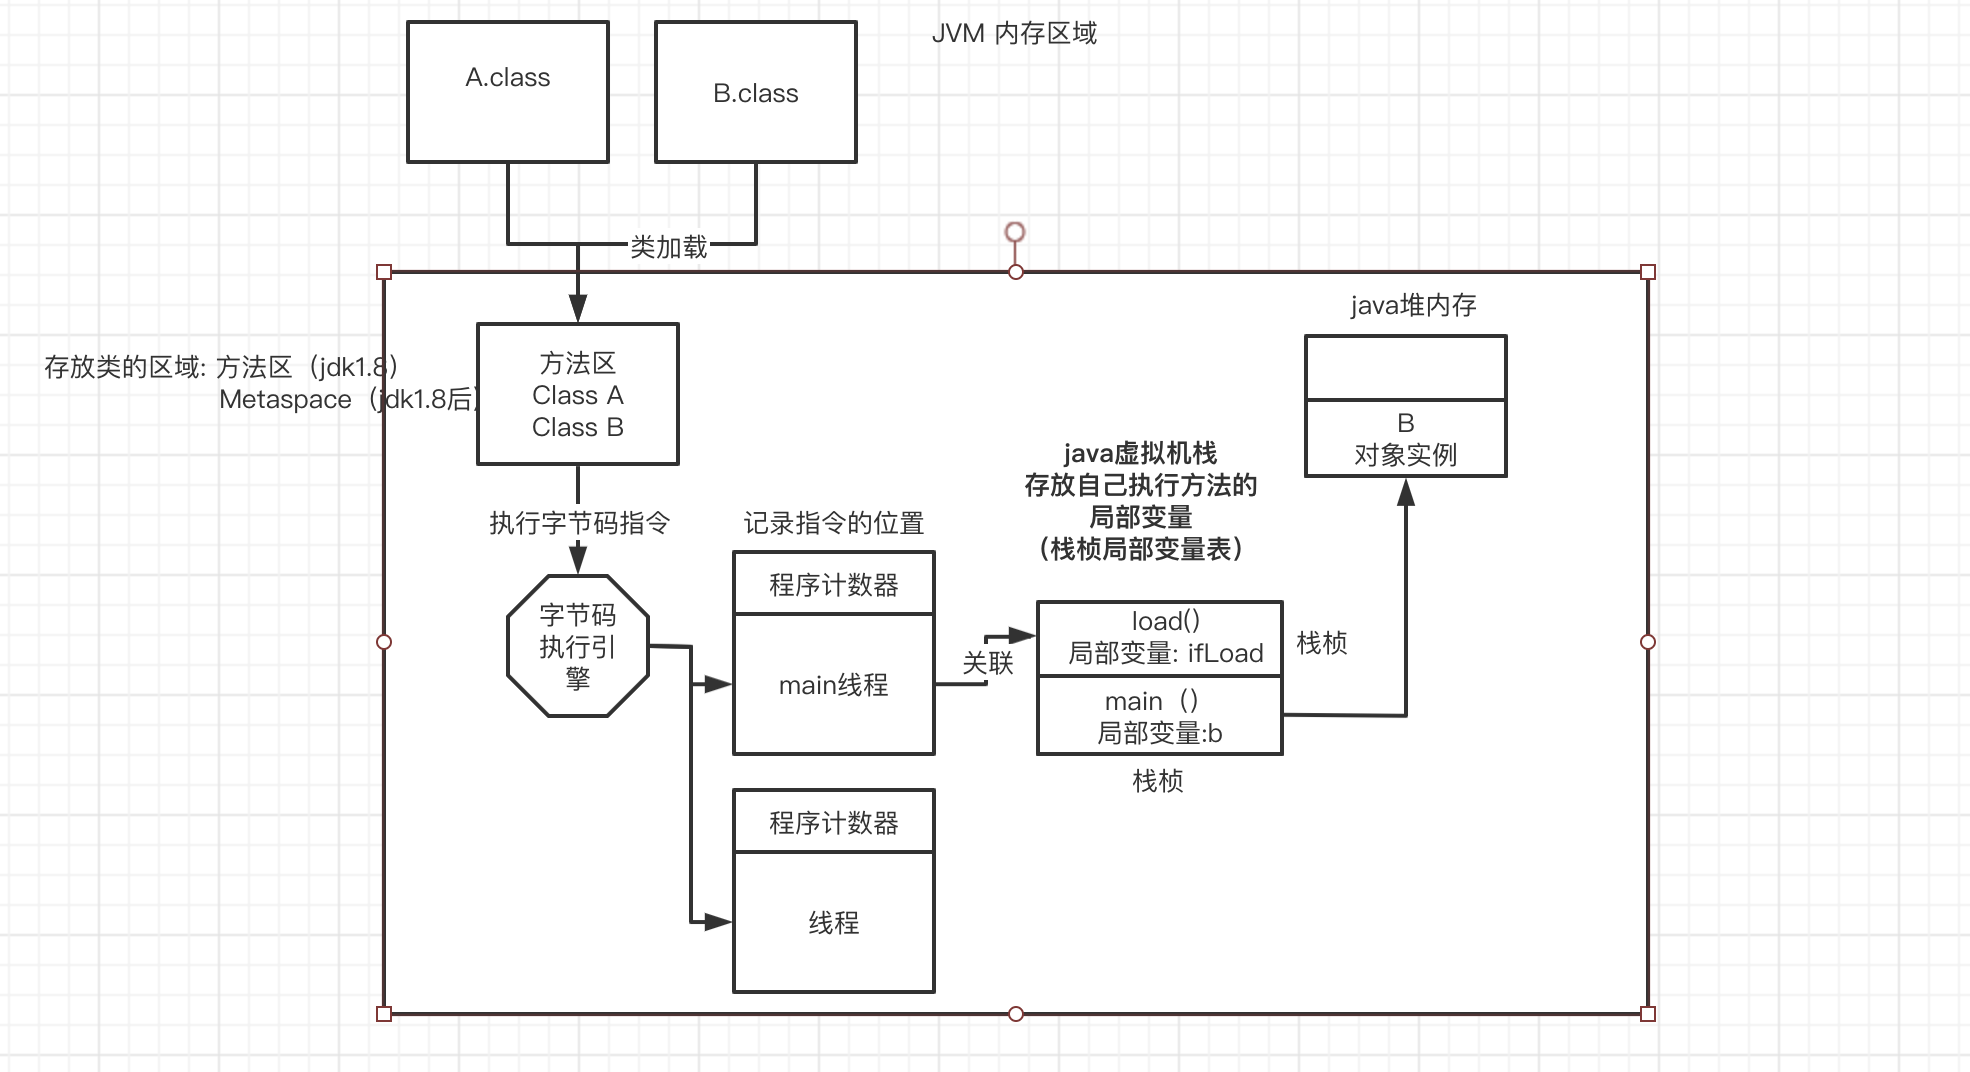 JVM 内存区域
A.class
B.class
类加载
java堆内存
存放类的区域: 方法区（jdk1.8）
Metaspace（jdk1.8后）
方法区
Class A
Class B
B
对象实例
java虚拟机栈
存放自己执行方法的
局部变量
（栈桢局部变量表）
执行字节码指令
记录指令的位置
程序计数器
字节码
执行引
擎
load()
局部变量: ifLoad
栈桢
关联
main线程
main（）
局部变量:b
栈桢
程序计数器
线程